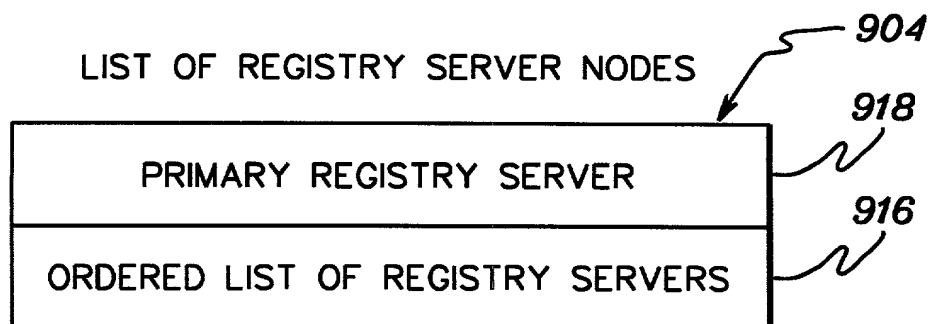 904
LIST OF REGISTRY SERVER NODES
918
PRIMARY REGISTRY SERVER
916
ORDERED LIST OF REGISTRY SERVERS